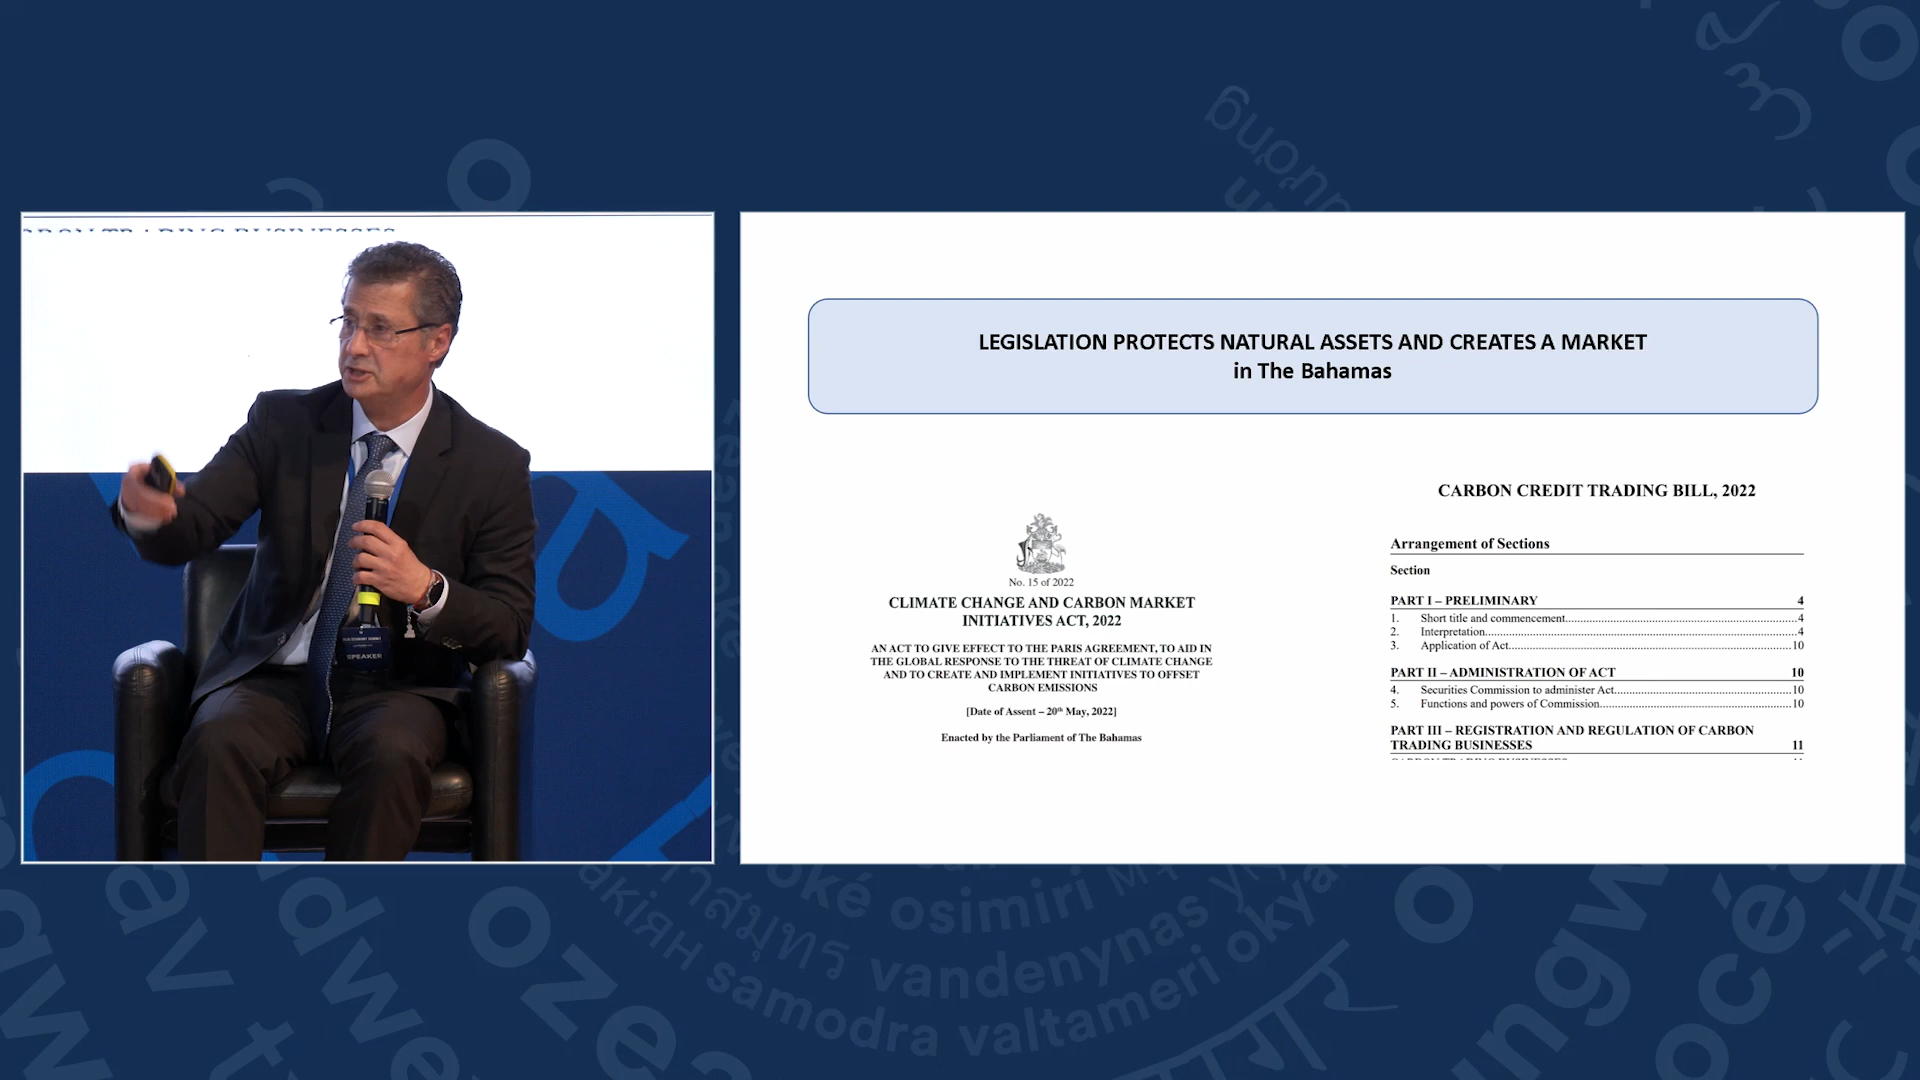 LEGISLATION PROTECTS NATURAL ASSETS AND CREATES A MARKET
in The Bahamas
No. 15 of 2022
CLIMATE CHANGE AND CARBON MARKET
INITIATIVES ACT, 2022
AN ACT TO GIVE EFFECT TO THE PARIS AGREEMENT, TO AID IN
THE GLOBAL RESPONSE TO THE THREAT OF CLIMATE CHANGE
AND TO CREATE AND IMPLEMENT INITIATIVES TO OFFSET
CARBON EMISSIONS
[Date of Assent – 20th May, 2022]
Enacted by the Parliament of The Bahamas
CARBON CREDIT TRADING BILL, 2022
Arrangement of Sections
Section
PART I – PRELIMINARY 4
1. Short title and commencement....4
2. Interpretation....4
3. Application of Act....10
PART II – ADMINISTRATION OF ACT 10
4. Securities Commission to administer Act....10
5. Functions and powers of Commission....10
PART III – REGISTRATION AND REGULATION OF CARBON
TRADING BUSINESSES 11
SPEAKER
oké osimiri
vandenynas
samodra valtameri